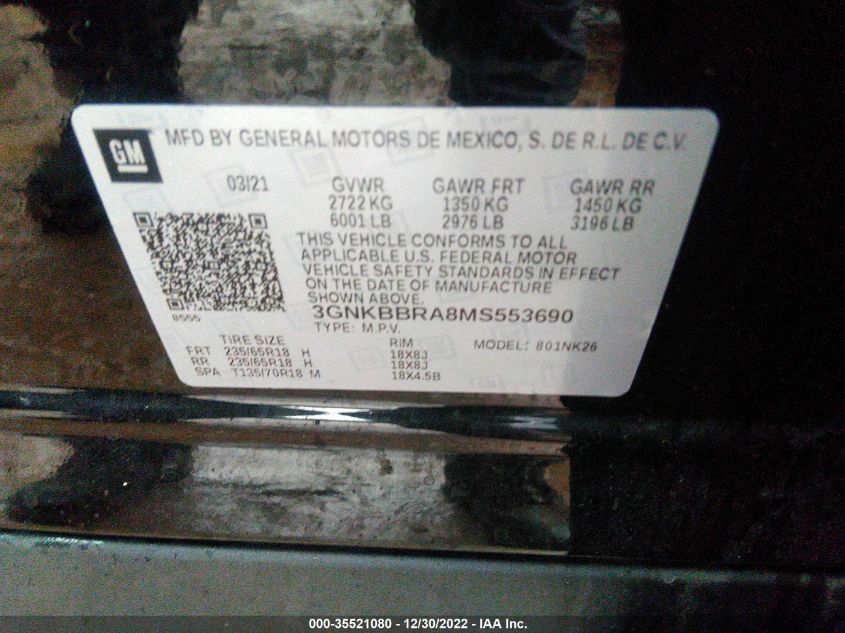 GM
MFD BY GENERAL MOTORS DE MEXICO, S. DE R.L. DE C.V.
03/21 GVWR GAWR FRT GAWR RR
2722 KG 1350 KG 1450 KG
6001 LB 2976 LB 3196 LB
THIS VEHICLE CONFORMS TO ALL
APPLICABLE U.S. FEDERAL MOTOR
VEHICLE SAFETY STANDARDS IN EFFECT
ON THE DATE OF MANUFACTURE
SHOWN ABOVE.
8555 3GNKBBRA8MS553690
TYPE: M.P.V.
TIRE SIZE RIM MODEL: 801NK26
FRT 235/65R18 H 18X8J
RR 235/65R18 H 18X8J
SPA T135/70R18 M 18X4.5B
000-35521080 - 12/30/2022 - IAA Inc.